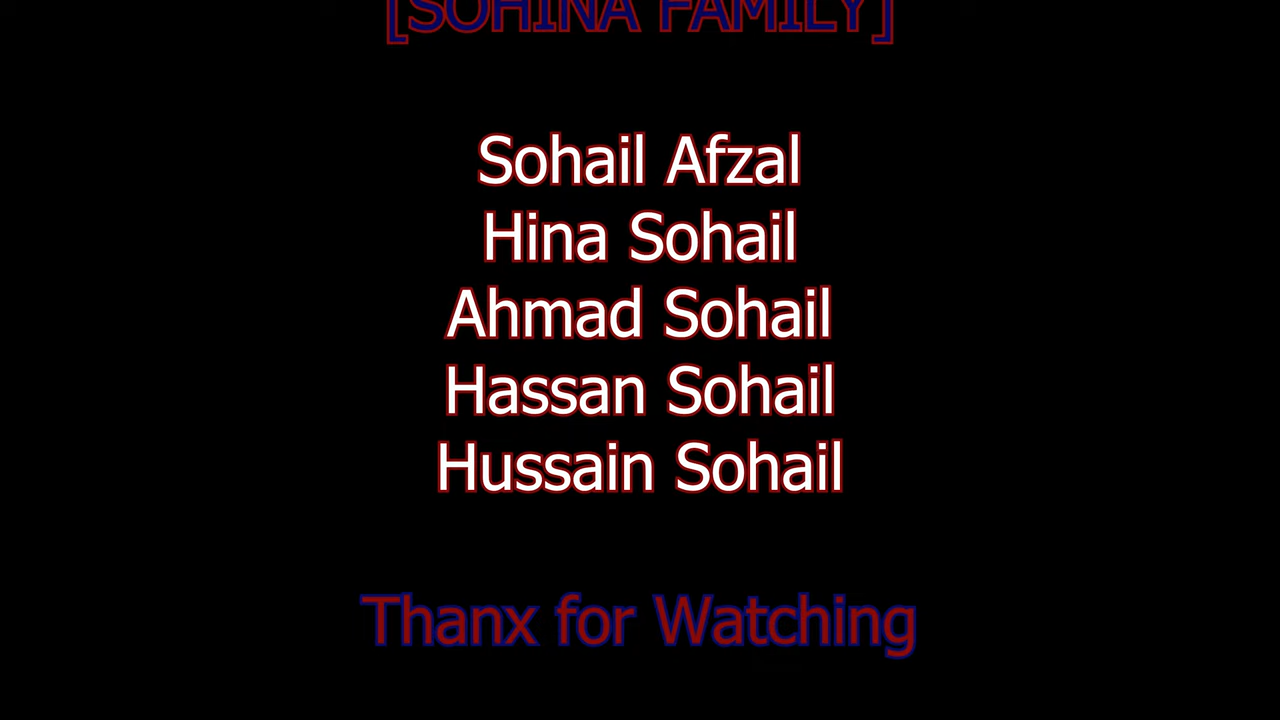 [SOHINA FAMILY]
Sohail Afzal
Hina Sohail
Ahmad Sohail
Hassan Sohail
Hussain Sohail
Thanx for Watching